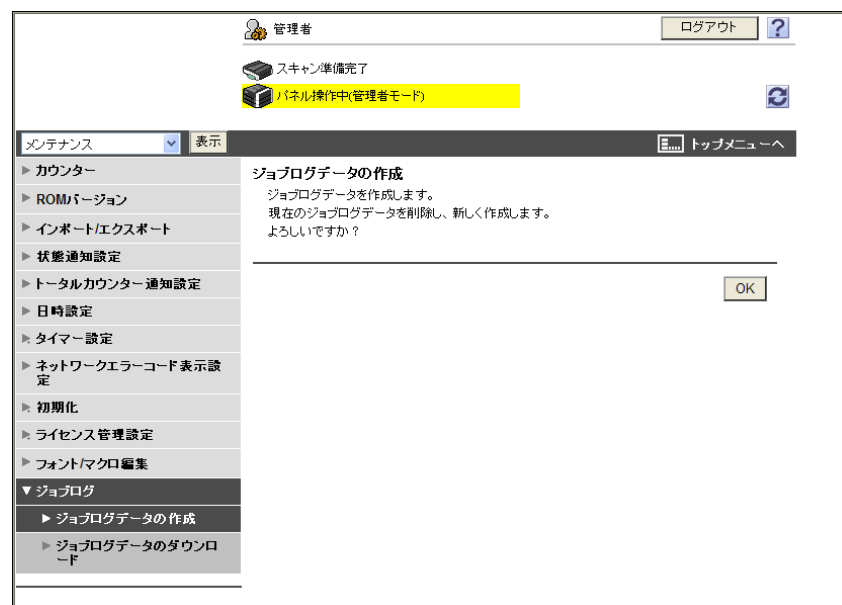 管理者
ログアウト
?
スキャン準備完了
パネル操作中(管理者モード)
メンテナンス
表示
トップメニューへ
カウンター
ROMバージョン
インポート/エクスポート
状態通知設定
トータルカウンター通知設定
日時設定
タイマー設定
ネットワークエラーコード表示設
定
初期化
ライセンス管理設定
フォント/マクロ編集
ジョブログ
ジョブログデータの作成
ジョブログデータのダウンロ
ード
ジョブログデータの作成
ジョブログデータを作成します。
現在のジョブログデータを削除し、新しく作成します。
よろしいですか？
OK